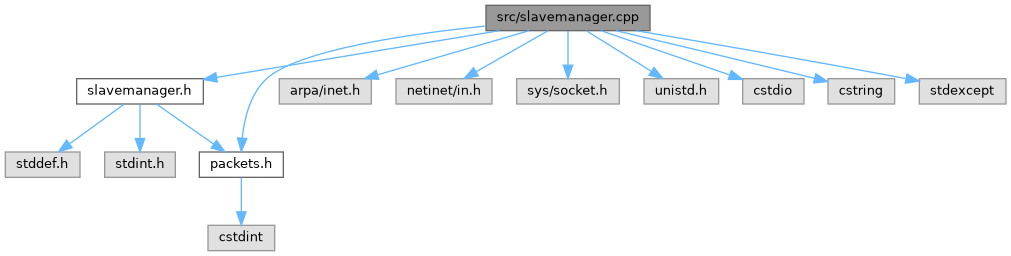 src/slavemanager.cpp
slavemanager.h
arpa/inet.h
netinet/in.h
sys/socket.h
unistd.h
cstdio
cstring
stdexcept
stddef.h
stdint.h
packets.h
cstdint